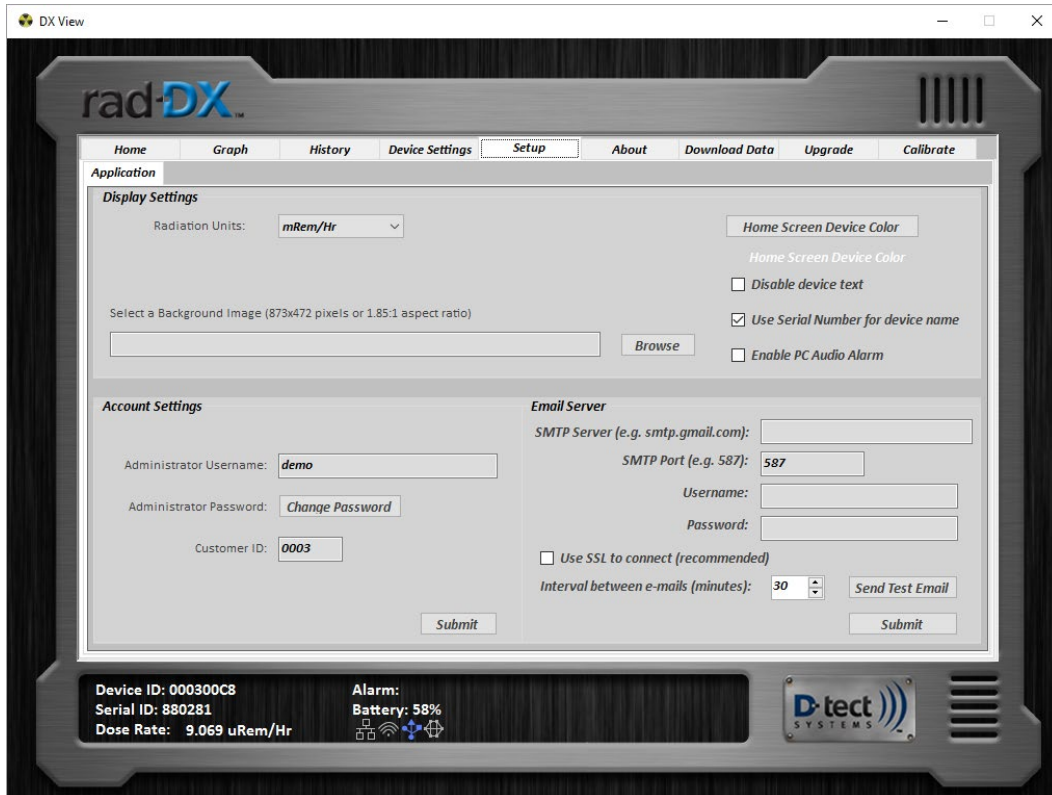 DX View
rad-DX™
Home Graph History Device Settings Setup About Download Data Upgrade Calibrate
Application
Display Settings
Radiation Units: mRem/Hr
Home Screen Device Color
Home Screen Device Color
Disable device text
Select a Background Image (873x472 pixels or 1.85:1 aspect ratio)
Use Serial Number for device name
Browse
Enable PC Audio Alarm
Account Settings
Administrator Username: demo
Administrator Password: Change Password
Customer ID: 0003
Submit
Email Server
SMTP Server (e.g. smtp.gmail.com):
SMTP Port (e.g. 587): 587
Username:
Password:
Use SSL to connect (recommended)
Interval between e-mails (minutes): 30 Send Test Email
Submit
Device ID: 000300C8
Serial ID: 880281
Dose Rate: 9.069 uRem/Hr
Alarm:
Battery: 58%
D-tect
SYSTEMS